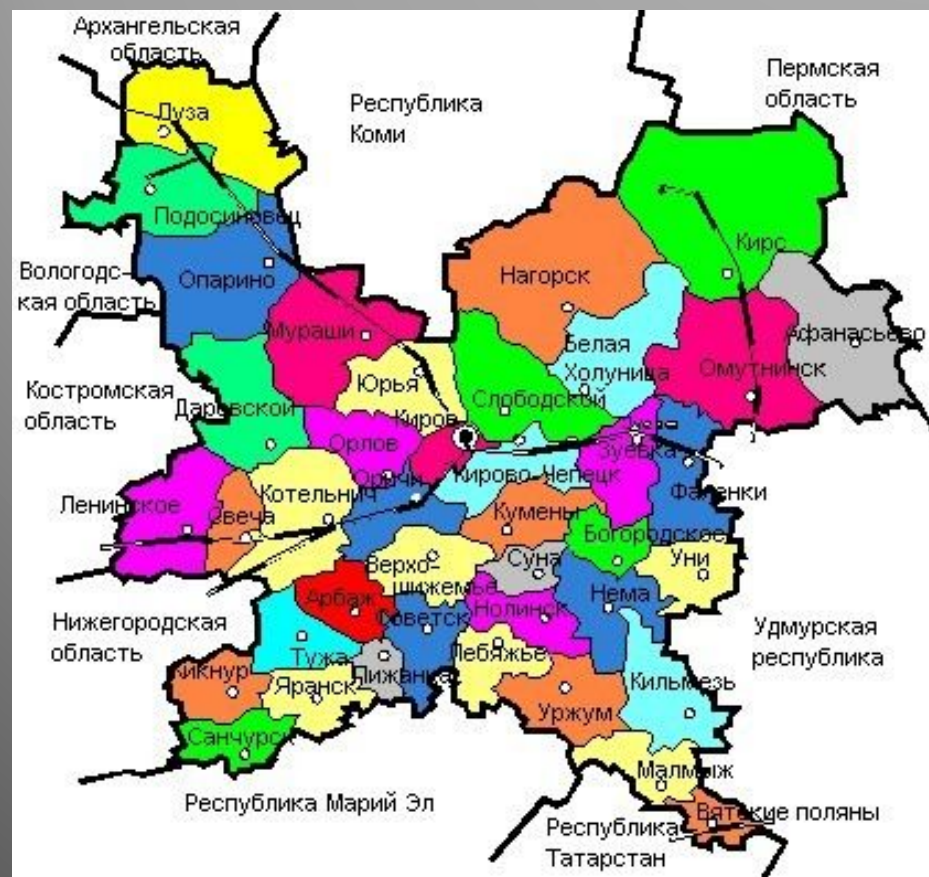 Архангельская
область
Республика
Коми
Пермская
область
Луза
Подосиновец
Опарино
Вологодс-
кая область
Мураши
Нагорск
Кирс
Белая
Холуница
Афанасьево
Омутнинск
Юрья
Слободской
Киров
Костромская
область
Даровской
Орлов
Зуевка
Оричи
Кирово-Чепецк
Фаленки
Ленинское
Свеча
Котельнич
Кумены
Богородское
Суна
Уни
Верхо-
шижемье
Арбаж
Советск
Нолинск
Нема
Нижегородская
область
Тужа
Пижанка
Лебяжье
Удмурская
республика
Кикнур
Яранск
Кильмезь
Уржум
Санчурск
Малмыж
Республика Марий Эл
Вятские поляны
Республика
Татарстан